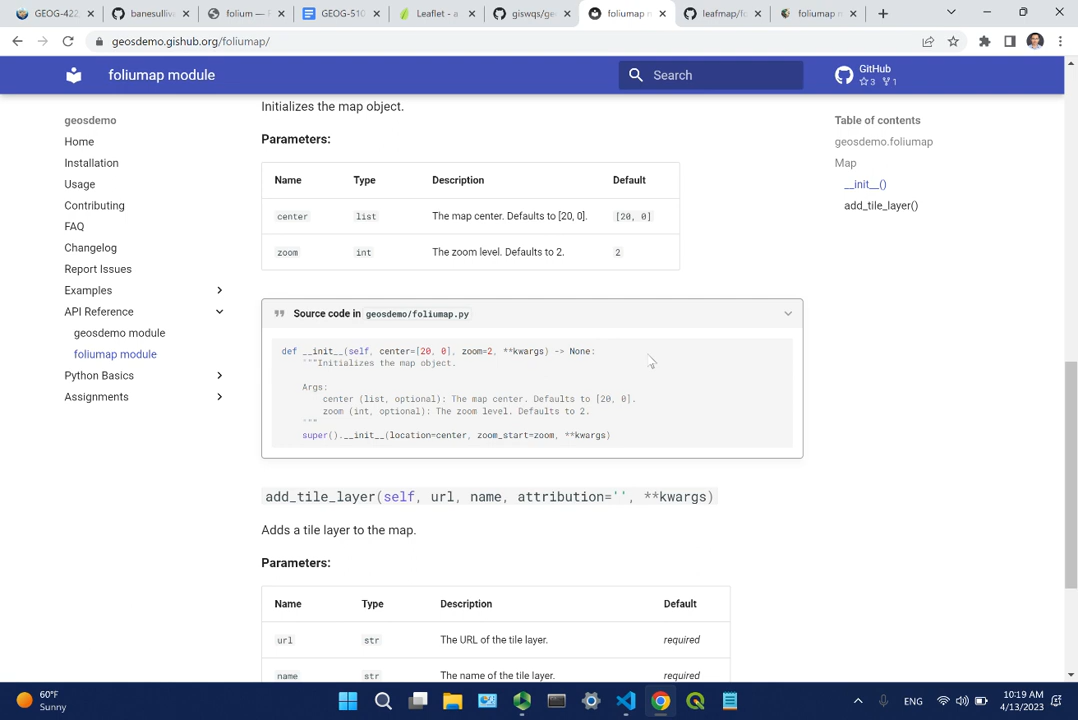 GEOG-422,
banesulliv
folium —
GEOG-510
Leaflet - a
giswqs/ge
foliumap m
leafmap/fo
foliumap m
geosdemo.gishub.org/foliumap/
foliumap module
Search
GitHub
3 1
Initializes the map object.
geosdemo
Home
Installation
Usage
Contributing
FAQ
Changelog
Report Issues
Examples
API Reference
geosdemo module
foliumap module
Python Basics
Assignments
Table of contents
geosdemo.foliumap
Map
__init__()
add_tile_layer()
Parameters:
Name Type Description Default
center list The map center. Defaults to [20, 0]. [20, 0]
zoom int The zoom level. Defaults to 2. 2
Source code in geosdemo/foliumap.py
def __init__(self, center=[20, 0], zoom=2, **kwargs) -> None:
"""Initializes the map object.
Args:
center (list, optional): The map center. Defaults to [20, 0].
zoom (int, optional): The zoom level. Defaults to 2.
"""
super().__init__(location=center, zoom_start=zoom, **kwargs)
add_tile_layer(self, url, name, attribution='', **kwargs)
Adds a tile layer to the map.
Parameters:
Name Type Description Default
url str The URL of the tile layer. required
name str The name of the tile layer. required
60°F
Sunny
ENG
10:19 AM
4/13/2023